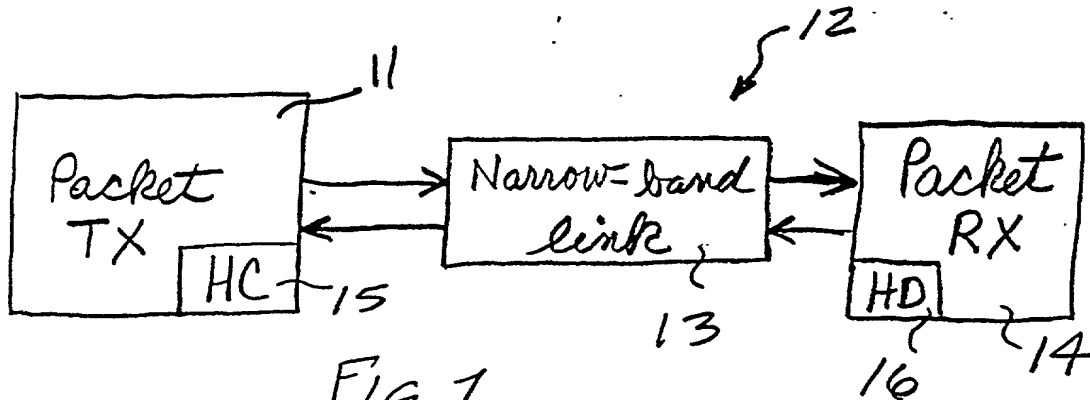 12
11
Packet
TX
HC
15
Narrow=band
link
13
Packet
RX
HD
16
14
FIG. 1